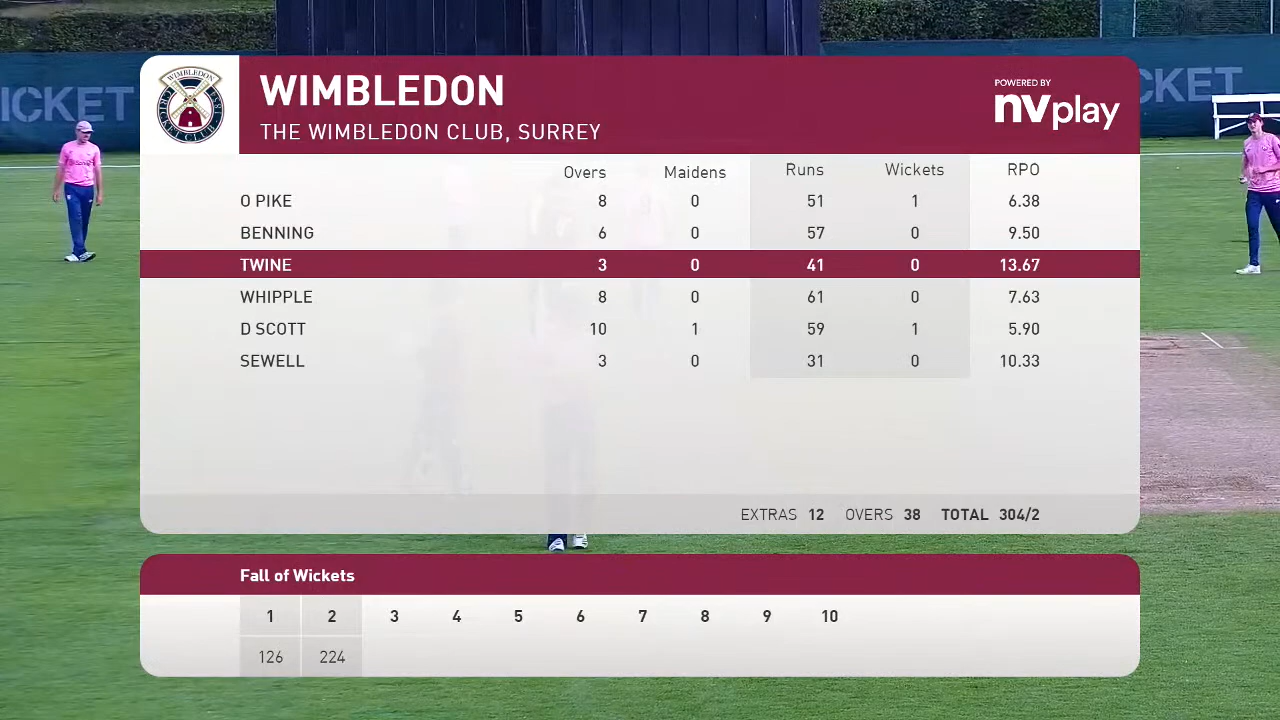 WIMBLEDON
THE WIMBLEDON CLUB, SURREY
POWERED BY
nvplay
WIMBLEDON
CRICKET CLUB
ICKET
CKET
Overs Maidens Runs Wickets RPO
O PIKE 8 0 51 1 6.38
BENNING 6 0 57 0 9.50
TWINE 3 0 41 0 13.67
WHIPPLE 8 0 61 0 7.63
D SCOTT 10 1 59 1 5.90
SEWELL 3 0 31 0 10.33
EXTRAS 12 OVERS 38 TOTAL 304/2
Fall of Wickets
1 2 3 4 5 6 7 8 9 10
126 224